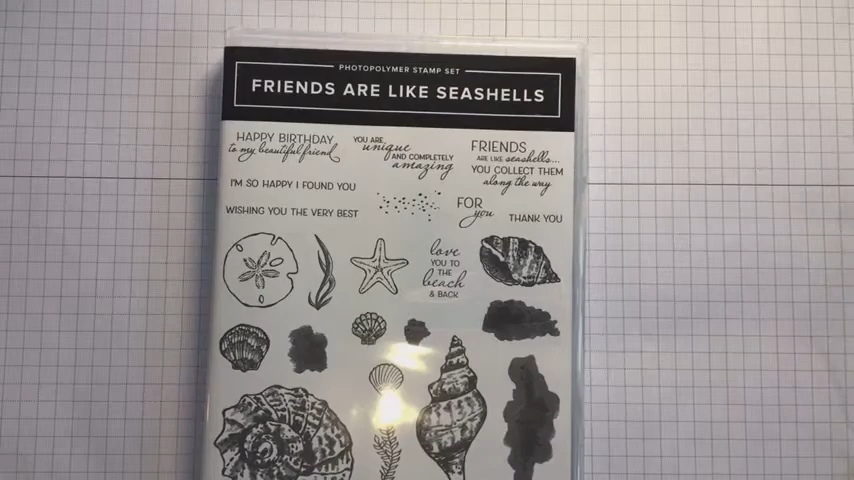 PHOTOPOLYMER STAMP SET
FRIENDS ARE LIKE SEASHELLS
HAPPY BIRTHDAY
to my beautiful friend
YOU ARE
unique
AND COMPLETELY
amazing
FRIENDS
ARE LIKE seashells...
YOU COLLECT THEM
along the way
I'M SO HAPPY I FOUND YOU
WISHING YOU THE VERY BEST
FOR
you
THANK YOU
love
YOU TO
THE
beach
& BACK